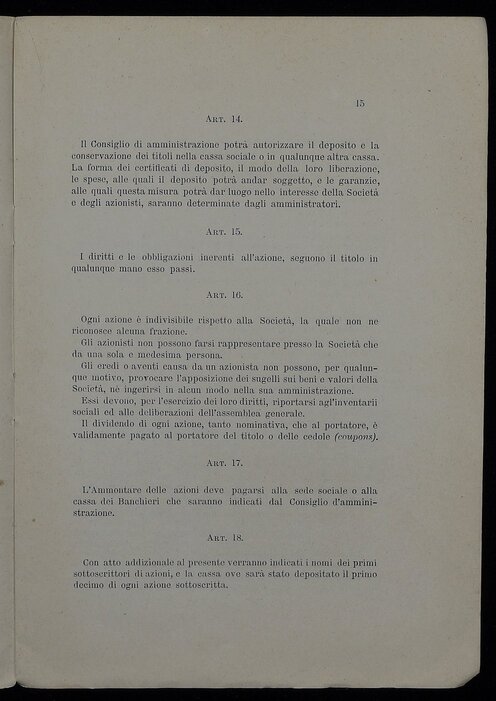 15
ART. 14.
Il Consiglio di amministrazione potrà autorizzare il deposito e la
conservazione dei titoli nella cassa sociale o in qualunque altra cassa.
La forma dei certificati di deposito, il modo della loro liberazione,
le spese, alle quali il deposito potrà andar soggetto, e le garanzie,
alle quali questa misura potrà dar luogo nello interesse della Società
e degli azionisti, saranno determinate dagli amministratori.
ART. 15.
I diritti e le obbligazioni inerenti all'azione, seguono il titolo in
qualunque mano esso passi.
ART. 16.
Ogni azione è indivisibile rispetto alla Società, la quale non ne
riconosce alcuna frazione.
Gli azionisti non possono farsi rappresentare presso la Società che
da una sola e medesima persona.
Gli eredi o aventi causa da un azionista non possono, per qualun-
que motivo, provocare l'apposizione dei sugelli sui beni e valori della
Società, né ingerirsi in alcun modo nella sua amministrazione.
Essi devono, per l'esercizio dei loro diritti, riportarsi agl'inventarii
sociali ed alle deliberazioni dell'assemblea generale.
Il dividendo di ogni azione, tanto nominativa, che al portatore, è
validamente pagato al portatore del titolo o delle cedole (coupons).
ART. 17.
L'Ammontare delle azioni deve pagarsi alla sede sociale o alla
cassa dei Banchieri che saranno indicati dal Consiglio d'ammini-
strazione.
ART. 18.
Con atto addizionale al presente verranno indicati i nomi dei primi
sottoscrittori di azioni, e la cassa ove sarà stato depositato il primo
decimo di ogni azione sottoscritta.